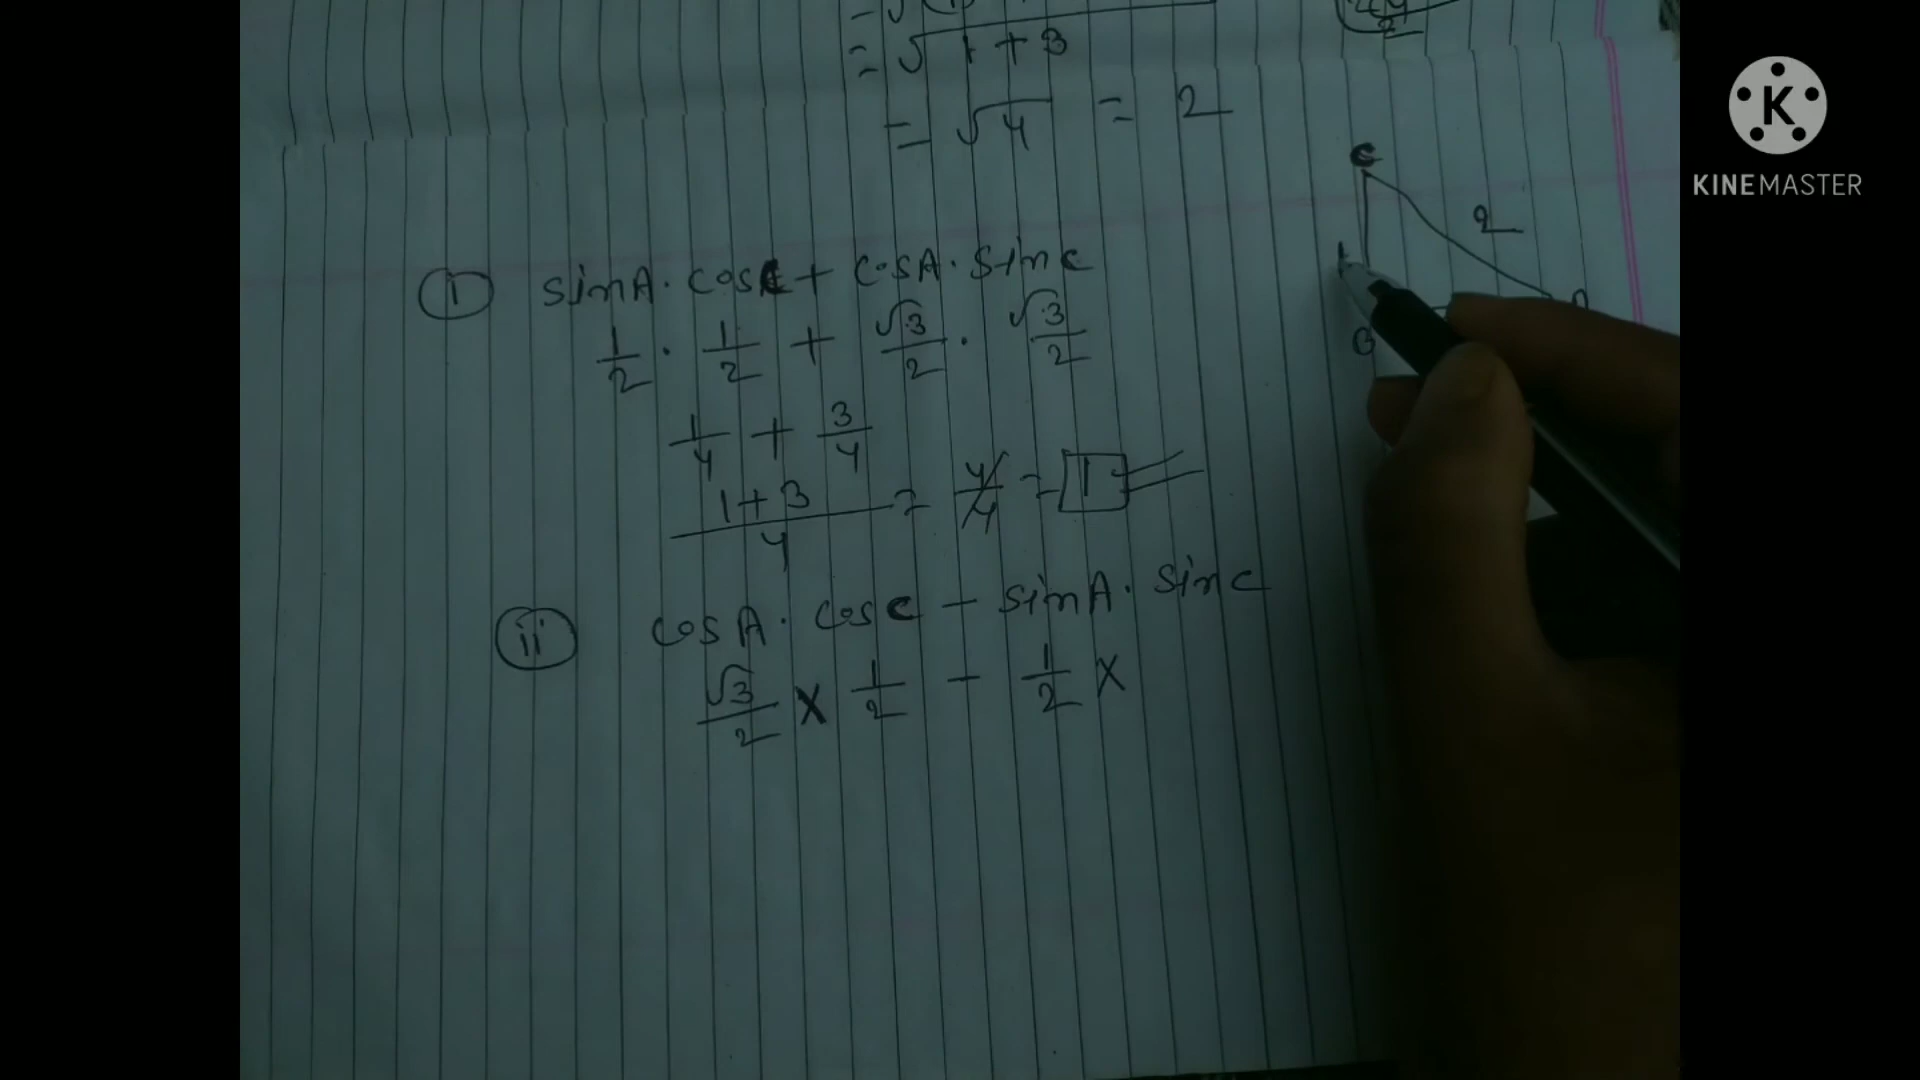 = √1+3
= √4 = 2
C
2
1
B
(i) sinA. cosC + cosA. sinC
1/2 . 1/2 + √3/2 . √3/2
1/4 + 3/4
1+3/4 = 4/4 = 1
(ii) cosA. cosC - sinA. sinC
√3/2 × 1/2 - 1/2 ×
K
KINEMASTER